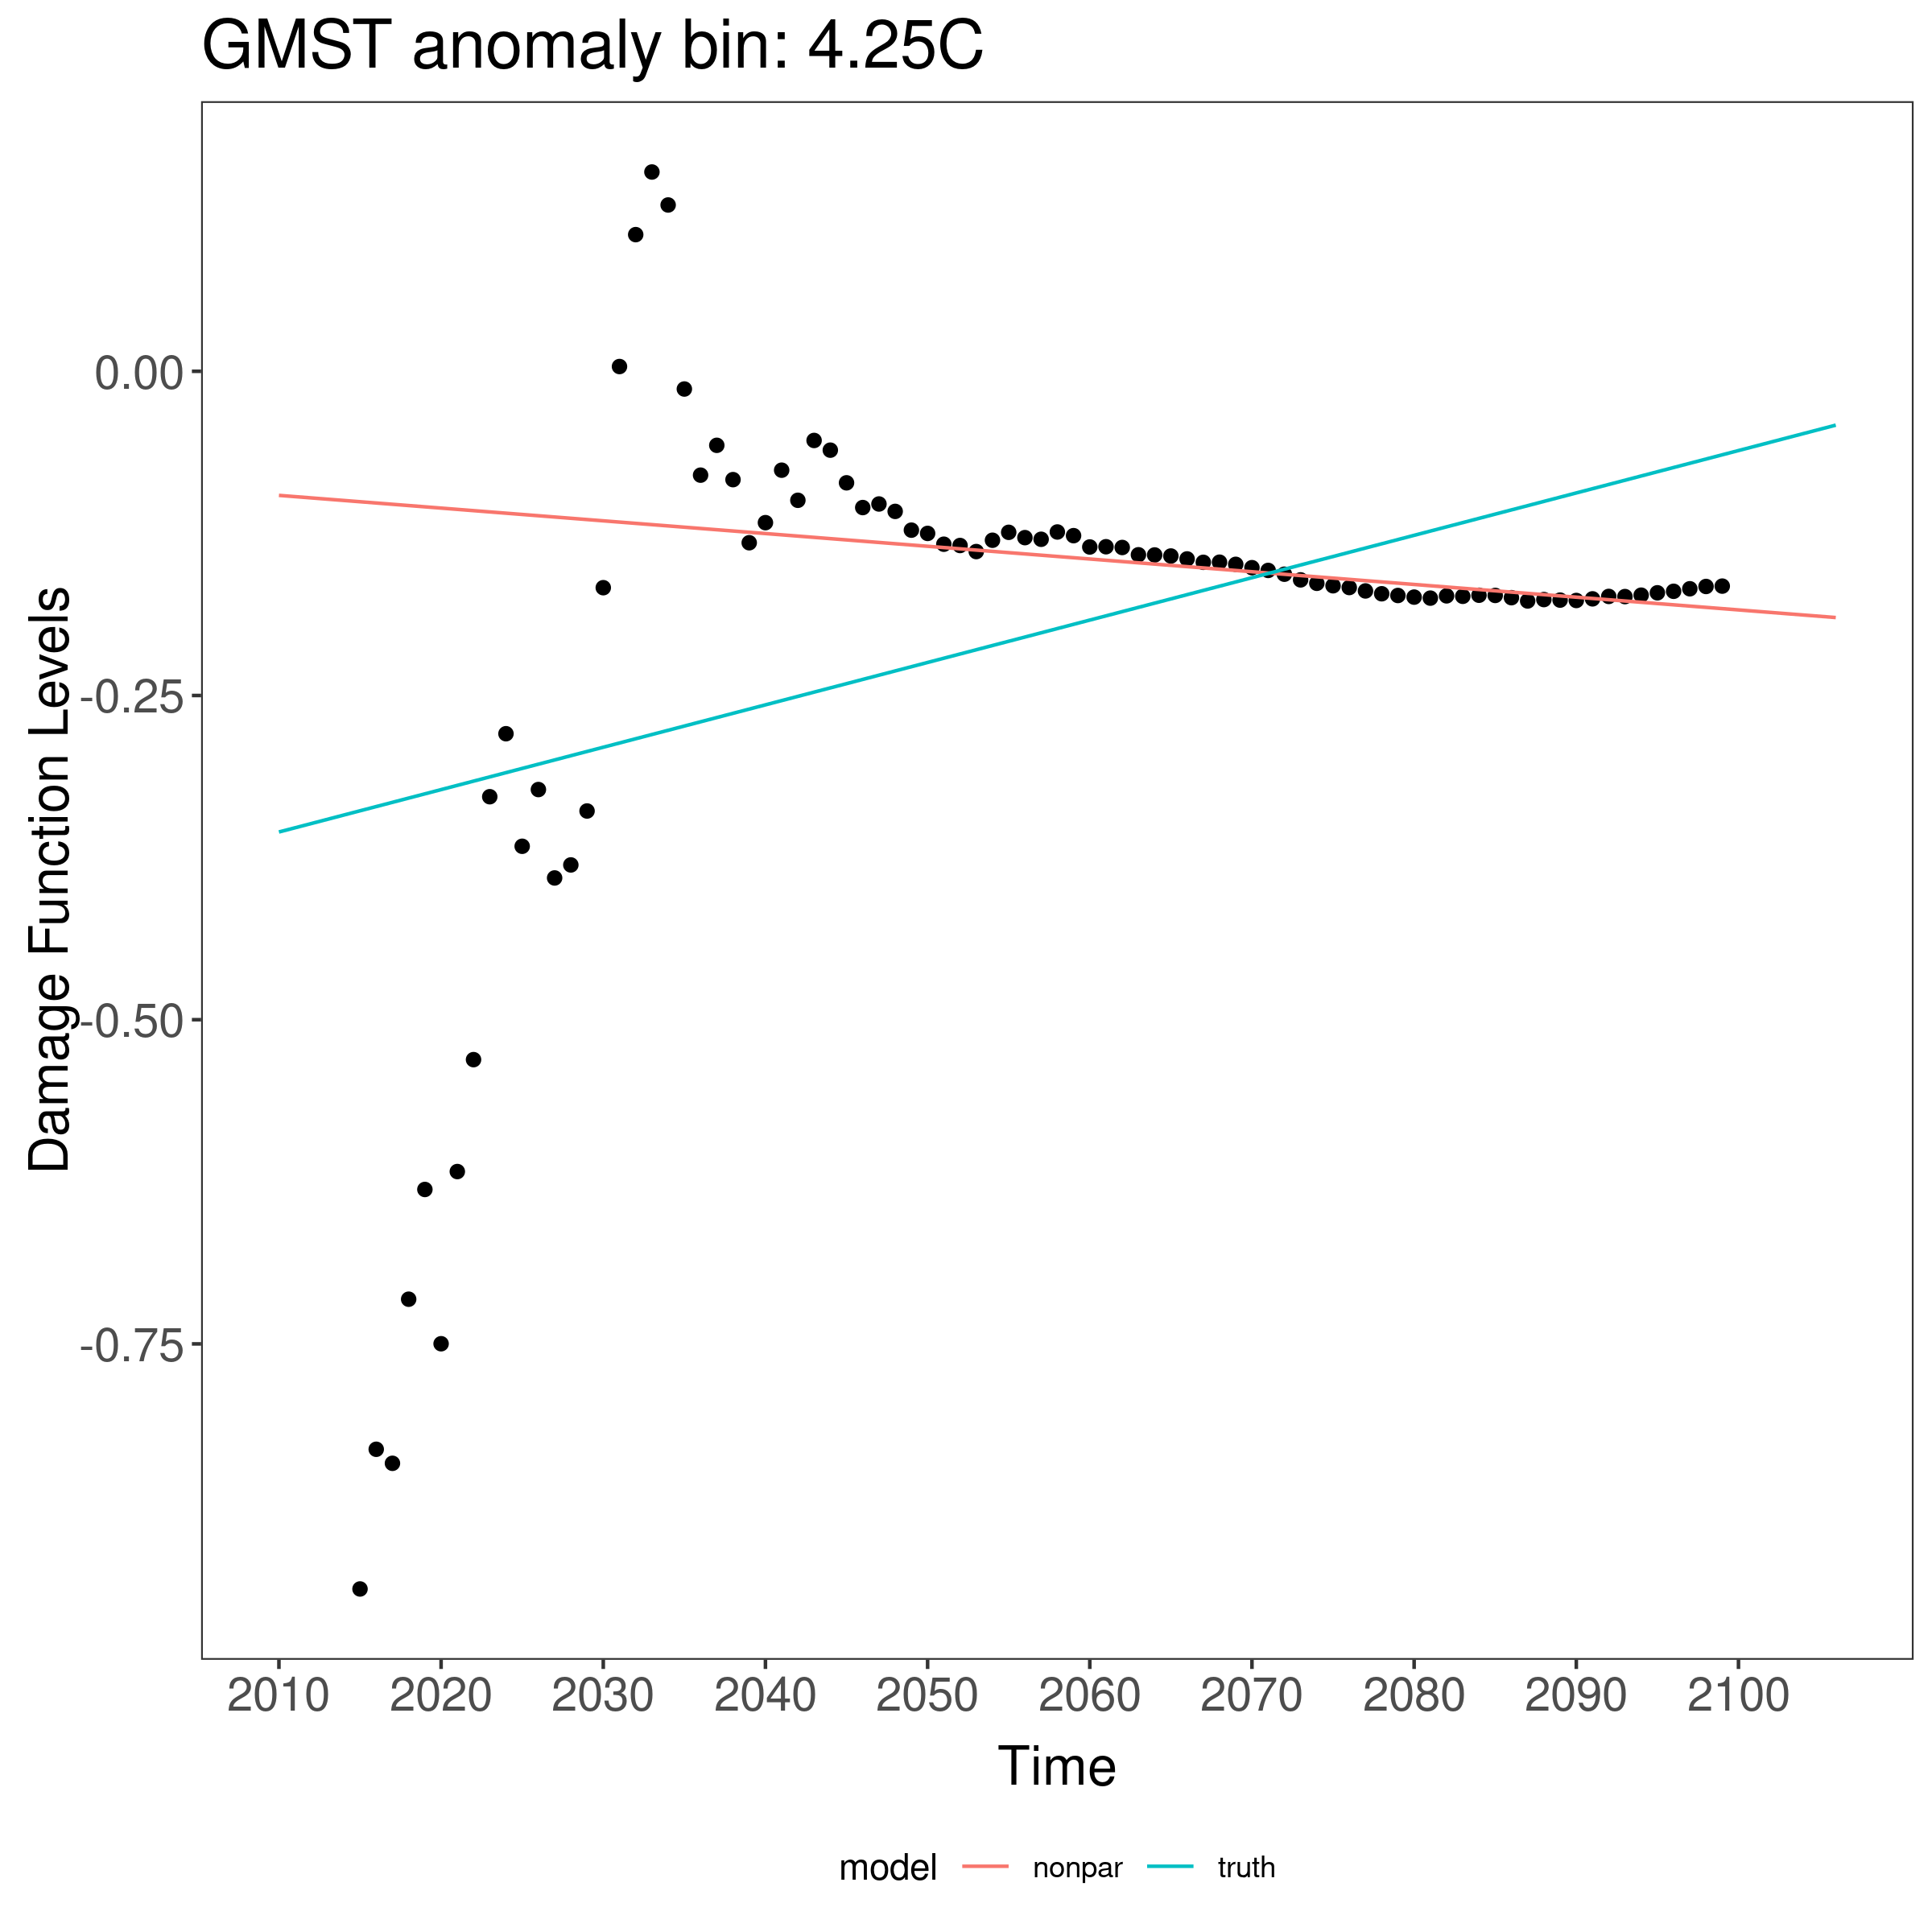 GMST anomaly bin: 4.25C
Damage Function Levels
0.00
-0.25
-0.50
-0.75
2010 2020 2030 2040 2050 2060 2070 2080 2090 2100
Time
model nonpar truth